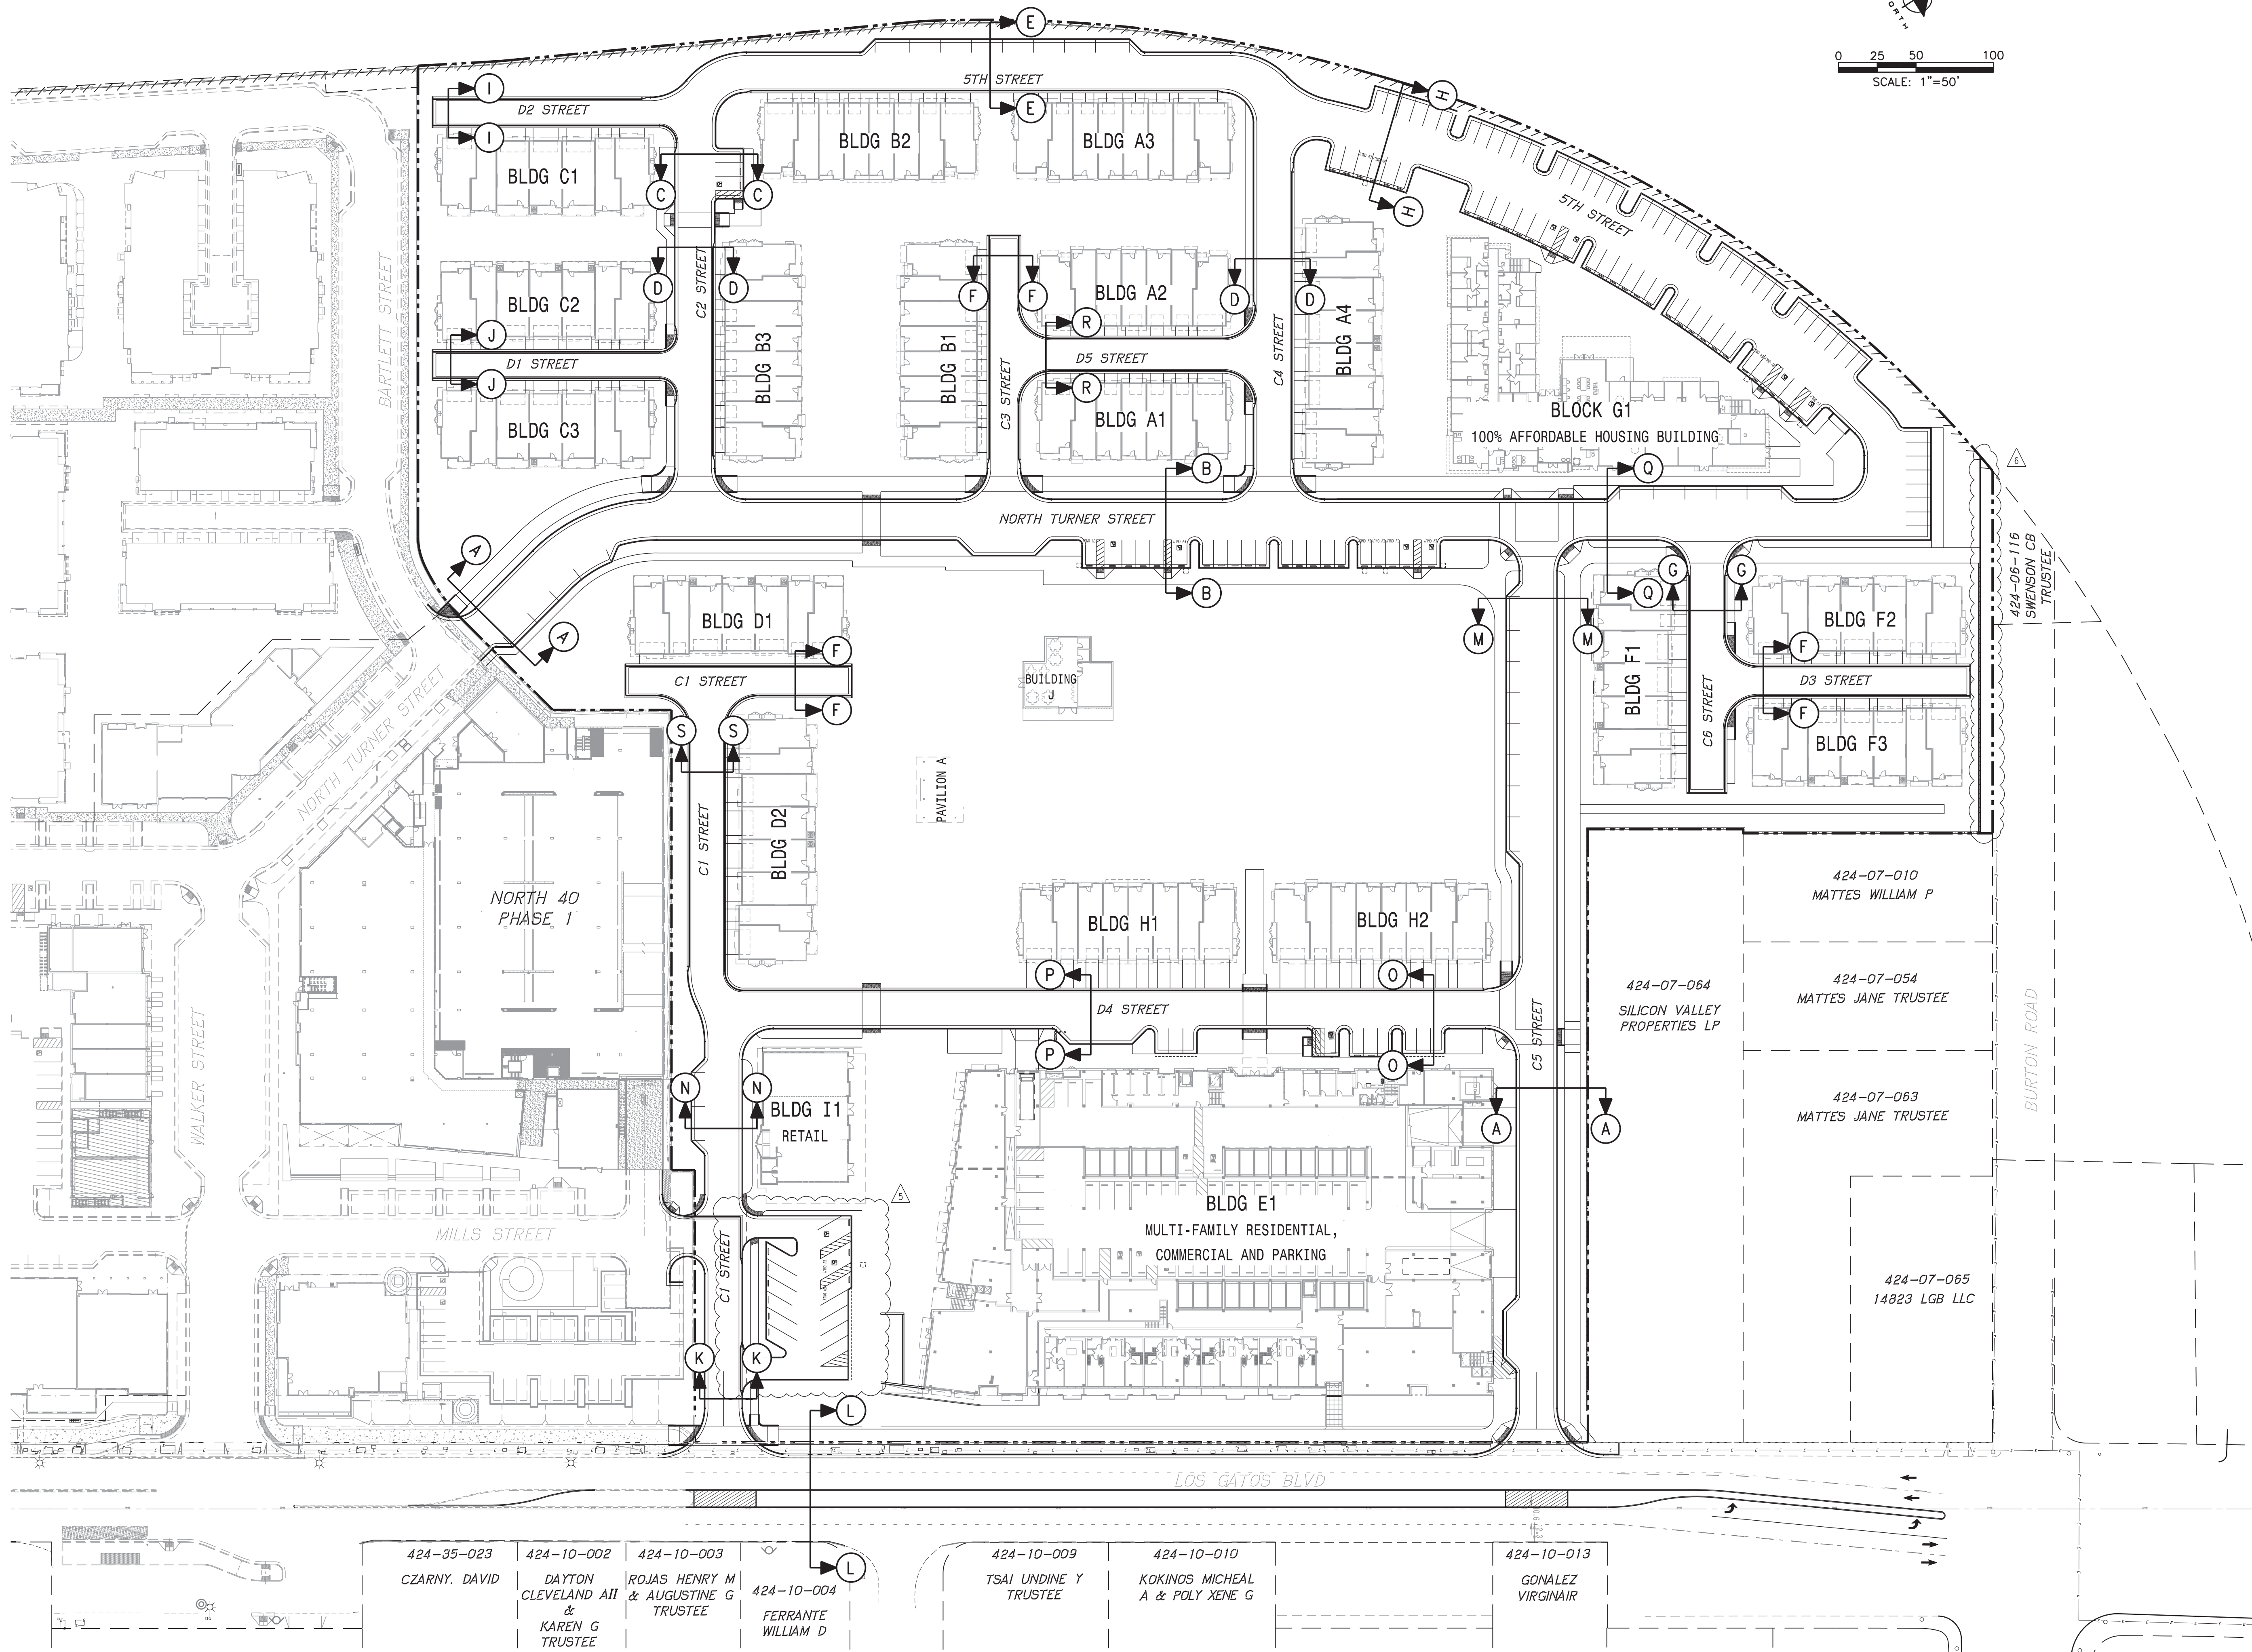 E
0 25 50 100
SCALE: 1"=50'
5TH STREET
I
H
D2 STREET
E
I
BLDG B2
BLDG A3
BLDG C1
C
C
H
5TH STREET
BARTLETT STREET
C2 STREET
D
D
F
F
BLDG A2
D
D
BLDG C2
R
J
C4 STREET
BLDG A4
D1 STREET
BLDG B3
BLDG B1
C3 STREET
D5 STREET
J
R
BLOCK G1
BLDG C3
BLDG A1
100% AFFORDABLE HOUSING BUILDING
B
Q
6
NORTH TURNER STREET
A
G
G
424-06-116
SWENSON CB
TRUSTEE
B
Q
BLDG D1
A
M
M
BLDG F2
F
F
C1 STREET
BUILDING
J
BLDG F1
D3 STREET
F
F
C6 STREET
NORTH TURNER STREET
S
S
BLDG F3
PAVILION A
C1 STREET
BLDG D2
NORTH 40
PHASE 1
424-07-010
MATTES WILLIAM P
BLDG H1
BLDG H2
P
O
424-07-064
SILICON VALLEY
PROPERTIES LP
424-07-054
MATTES JANE TRUSTEE
D4 STREET
C5 STREET
BURTON ROAD
WALKER STREET
P
O
N
N
BLDG I1
RETAIL
424-07-063
MATTES JANE TRUSTEE
A
A
5
BLDG E1
MULTI-FAMILY RESIDENTIAL,
COMMERCIAL AND PARKING
MILLS STREET
C1 STREET
424-07-065
14823 LGB LLC
K
K
L
LOS GATOS BLVD
L
424-35-023
CZARNY. DAVID
424-10-002
DAYTON
CLEVELAND AII
&
KAREN G
TRUSTEE
424-10-003
ROJAS HENRY M
& AUGUSTINE G
TRUSTEE
424-10-004
FERRANTE
WILLIAM D
424-10-009
TSAI UNDINE Y
TRUSTEE
424-10-010
KOKINOS MICHEAL
A & POLY XENE G
424-10-013
GONALEZ
VIRGINAIR